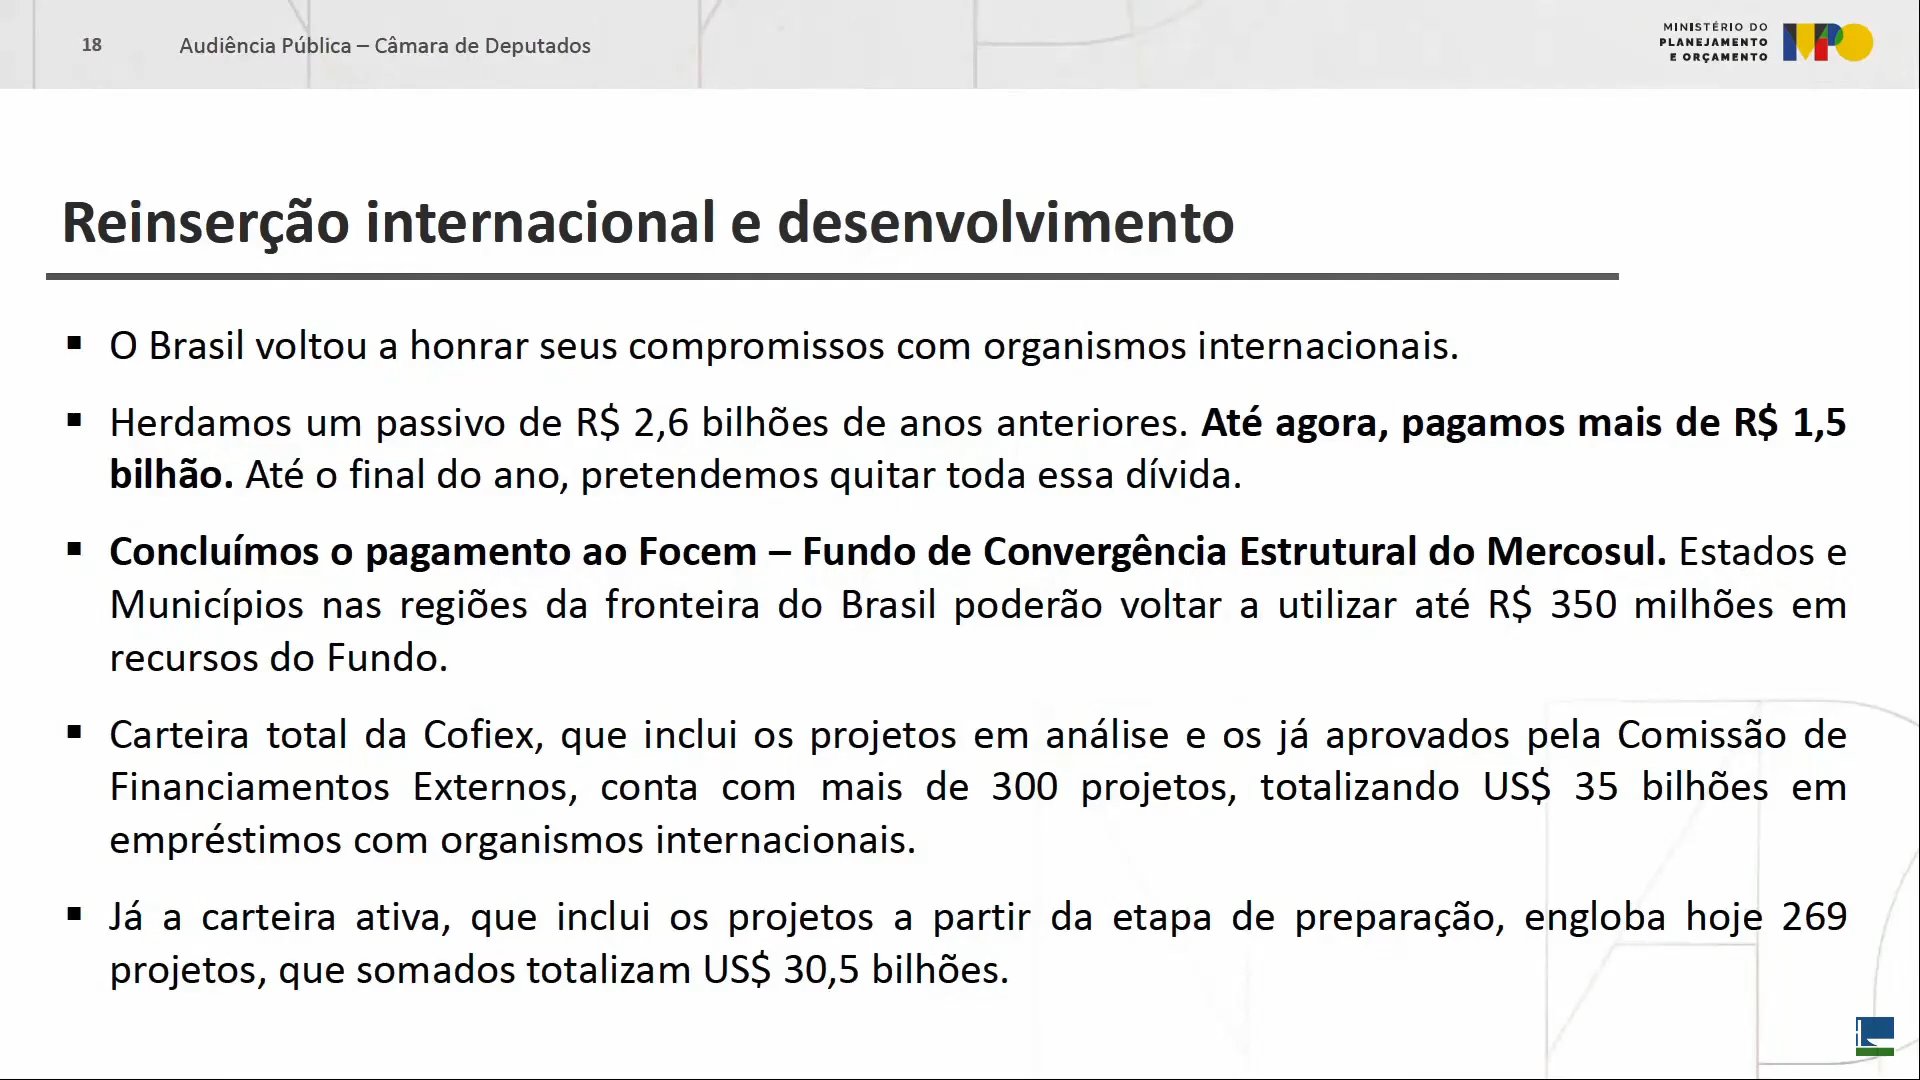 18
Audiência Pública – Câmara de Deputados
MINISTÉRIO DO
PLANEJAMENTO
E ORÇAMENTO
Reinserção internacional e desenvolvimento
▪ O Brasil voltou a honrar seus compromissos com organismos internacionais.
▪ Herdamos um passivo de R$ 2,6 bilhões de anos anteriores. Até agora, pagamos mais de R$ 1,5
bilhão. Até o final do ano, pretendemos quitar toda essa dívida.
▪ Concluímos o pagamento ao Focem – Fundo de Convergência Estrutural do Mercosul. Estados e
Municípios nas regiões da fronteira do Brasil poderão voltar a utilizar até R$ 350 milhões em
recursos do Fundo.
▪ Carteira total da Cofiex, que inclui os projetos em análise e os já aprovados pela Comissão de
Financiamentos Externos, conta com mais de 300 projetos, totalizando US$ 35 bilhões em
empréstimos com organismos internacionais.
▪ Já a carteira ativa, que inclui os projetos a partir da etapa de preparação, engloba hoje 269
projetos, que somados totalizam US$ 30,5 bilhões.